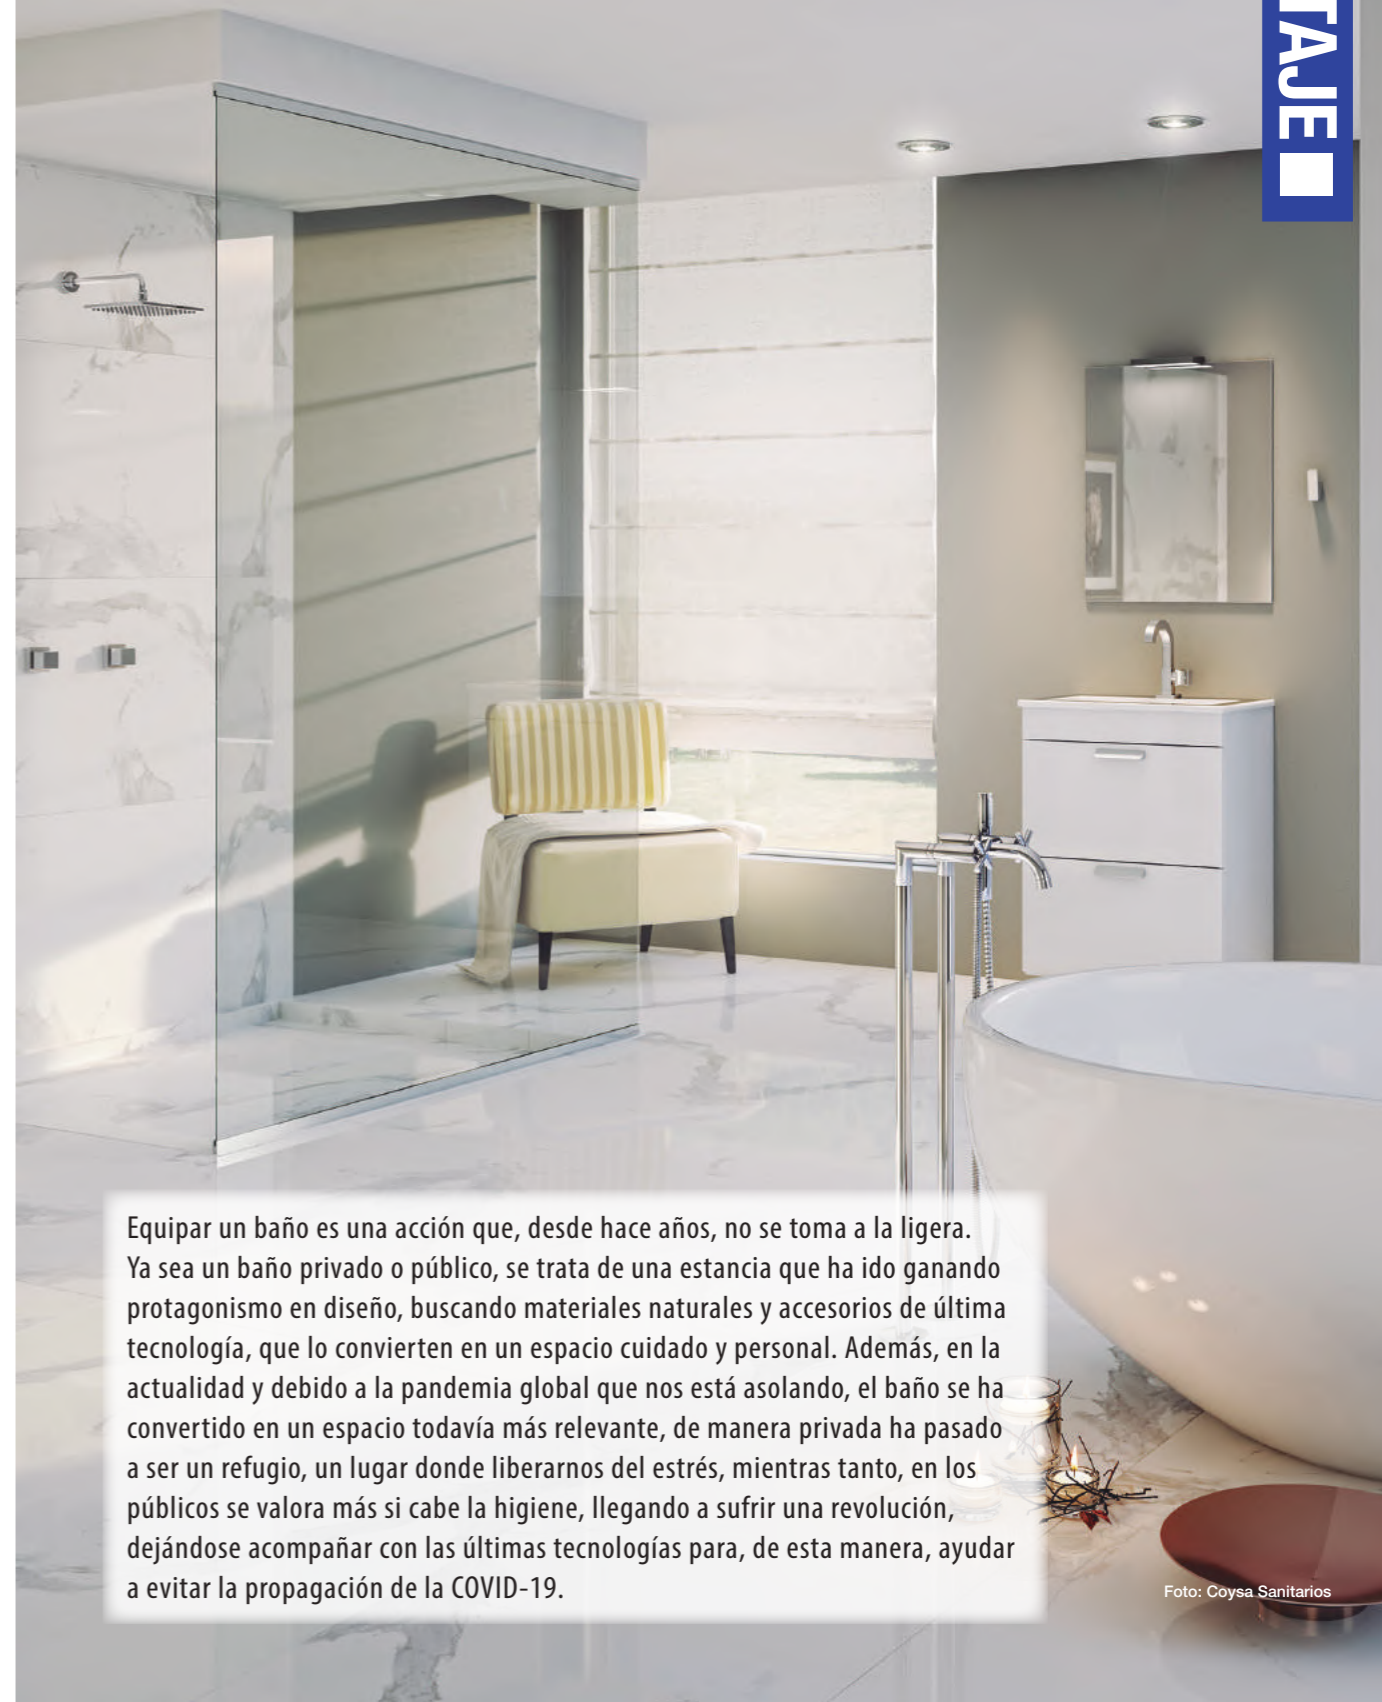 TAJE
Equipar un baño es una acción que, desde hace años, no se toma a la ligera.
Ya sea un baño privado o público, se trata de una estancia que ha ido ganando
protagonismo en diseño, buscando materiales naturales y accesorios de última
tecnología, que lo convierten en un espacio cuidado y personal. Además, en la
actualidad y debido a la pandemia global que nos está asolando, el baño se ha
convertido en un espacio todavía más relevante, de manera privada ha pasado
a ser un refugio, un lugar donde liberarnos del estrés, mientras tanto, en los
públicos se valora más si cabe la higiene, llegando a sufrir una revolución,
dejándose acompañar con las últimas tecnologías para, de esta manera, ayudar
a evitar la propagación de la COVID-19.
Foto: Coysa Sanitarios